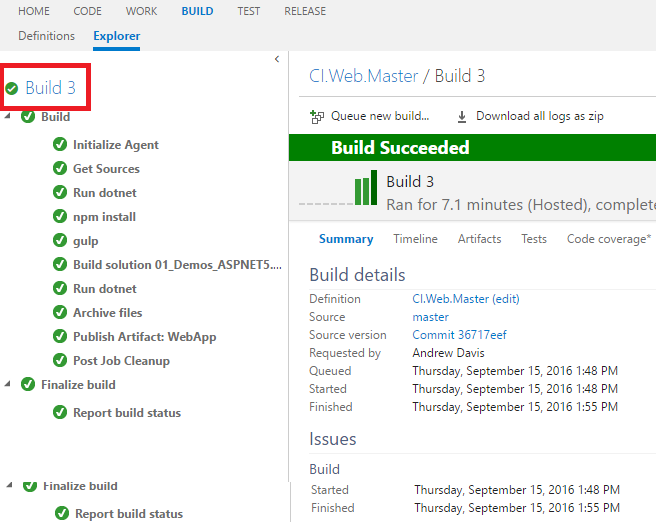 HOME CODE WORK BUILD TEST RELEASE
Definitions Explorer
Build 3
Build
Initialize Agent
Get Sources
Run dotnet
npm install
gulp
Build solution 01_Demos_ASPNET5....
Run dotnet
Archive files
Publish Artifact: WebApp
Post Job Cleanup
Finalize build
Report build status
Finalize build
Report build status
CI.Web.Master / Build 3
Queue new build... Download all logs as zip
Build Succeeded
Build 3
Ran for 7.1 minutes (Hosted), complete
Summary Timeline Artifacts Tests Code coverage*
Build details
Definition CI.Web.Master (edit)
Source master
Source version Commit 36717eef
Requested by Andrew Davis
Queued Thursday, September 15, 2016 1:48 PM
Started Thursday, September 15, 2016 1:48 PM
Finished Thursday, September 15, 2016 1:55 PM
Issues
Build
Started Thursday, September 15, 2016 1:48 PM
Finished Thursday, September 15, 2016 1:55 PM